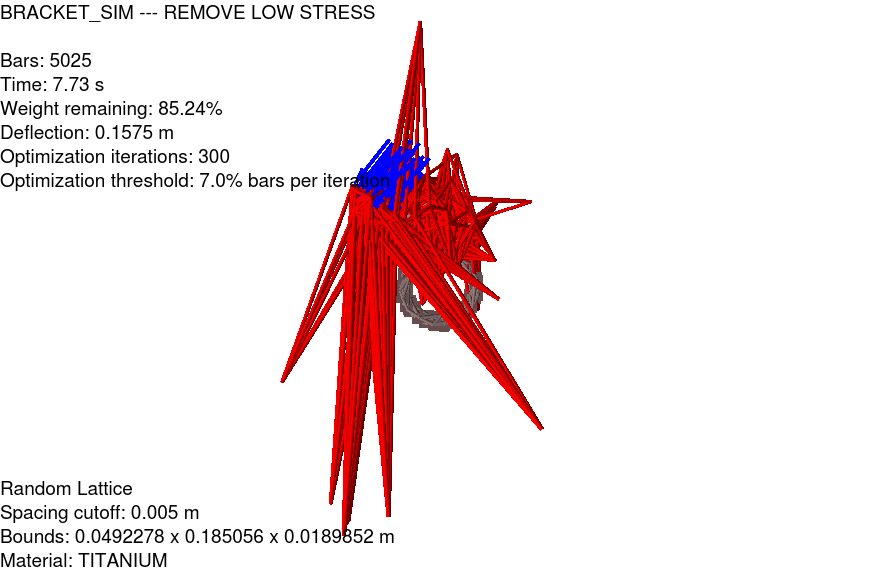 BRACKET_SIM --- REMOVE LOW STRESS
Bars: 5025
Time: 7.73 s
Weight remaining: 85.24%
Deflection: 0.1575 m
Optimization iterations: 300
Optimization threshold: 7.0% bars per iteration
Random Lattice
Spacing cutoff: 0.005 m
Bounds: 0.0492278 x 0.185056 x 0.0189852 m
Material: TITANIUM